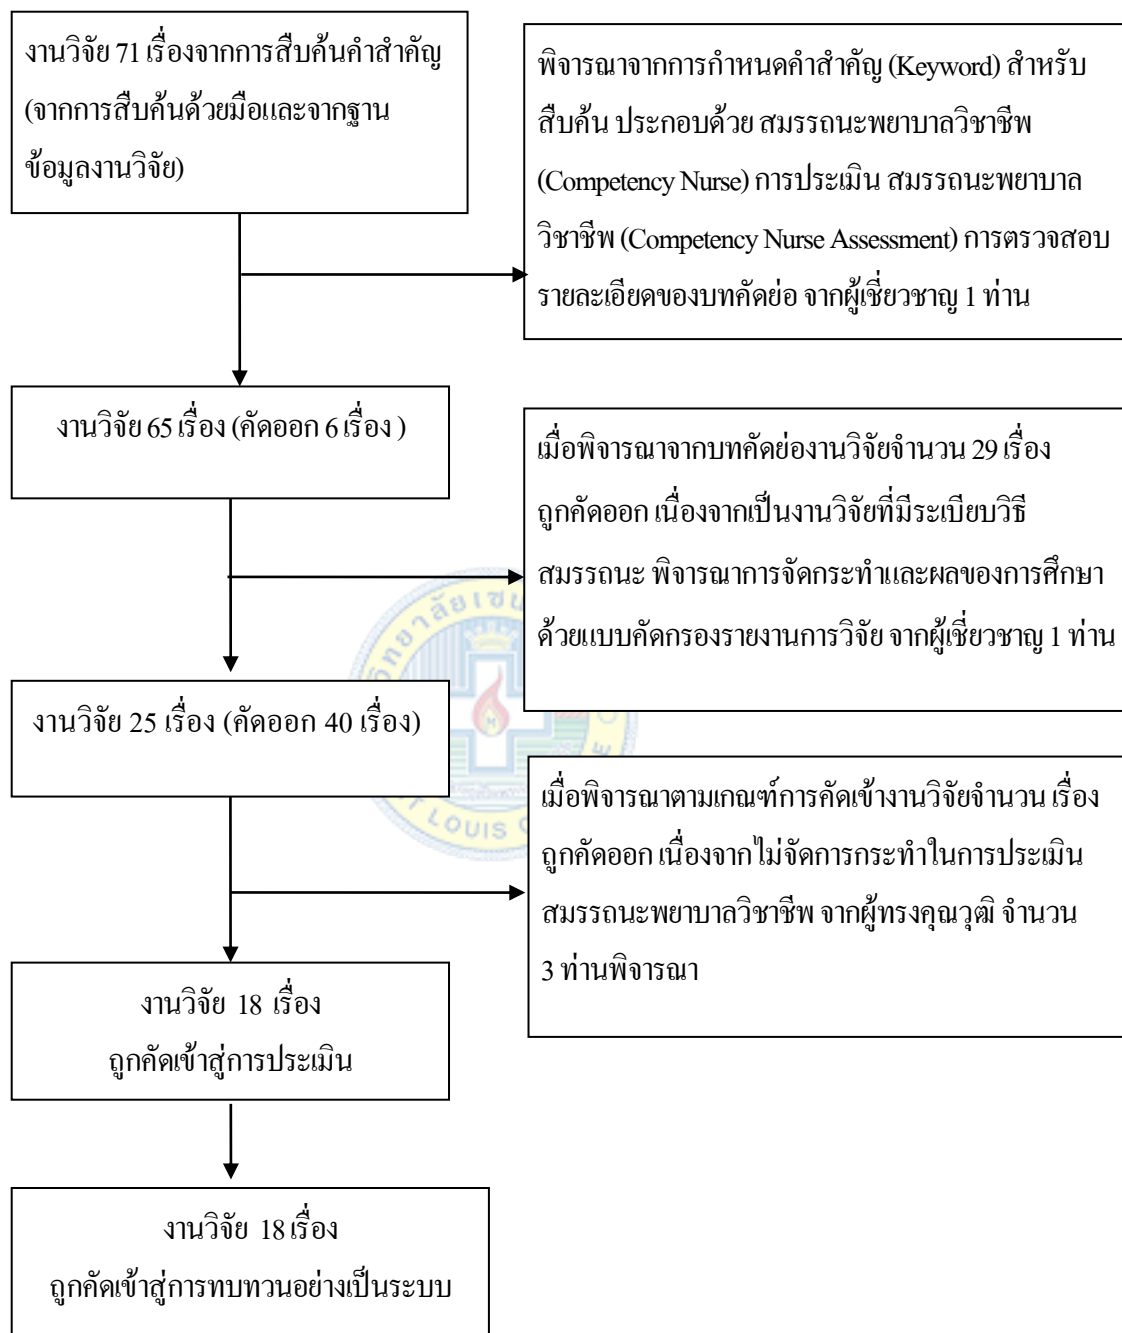 งานวิจัย 71 เรื่องจากการสืบค้นคำสำคัญ
(จากการสืบค้นด้วยมือและจากฐาน
ข้อมูลงานวิจัย)
พิจารณาจากการกำหนดคำสำคัญ (Keyword) สำหรับ
สืบค้น ประกอบด้วย สมรรถนะพยาบาลวิชาชีพ
(Competency Nurse) การประเมิน สมรรถนะพยาบาล
วิชาชีพ (Competency Nurse Assessment) การตรวจสอบ
รายละเอียดของบทคัดย่อ จากผู้เชี่ยวชาญ 1 ท่าน
งานวิจัย 65 เรื่อง (คัดออก 6 เรื่อง )
เมื่อพิจารณาจากบทคัดย่องานวิจัยจำนวน 29 เรื่อง
ถูกคัดออก เนื่องจากเป็นงานวิจัยที่มีระเบียบวิธี
สมรรถนะ พิจารณาการจัดกระทำและผลของการศึกษา
ด้วยแบบคัดกรองรายงานการวิจัย จากผู้เชี่ยวชาญ 1 ท่าน
งานวิจัย 25 เรื่อง (คัดออก 40 เรื่อง)
เมื่อพิจารณาตามเกณฑ์การคัดเข้างานวิจัยจำนวน เรื่อง
ถูกคัดออก เนื่องจากไม่จัดการกระทำในการประเมิน
สมรรถนะพยาบาลวิชาชีพ จากผู้ทรงคุณวุฒิ จำนวน
3 ท่านพิจารณา
งานวิจัย 18 เรื่อง
ถูกคัดเข้าสู่การประเมิน
งานวิจัย 18 เรื่อง
ถูกคัดเข้าสู่การทบทวนอย่างเป็นระบบ
LOUIS